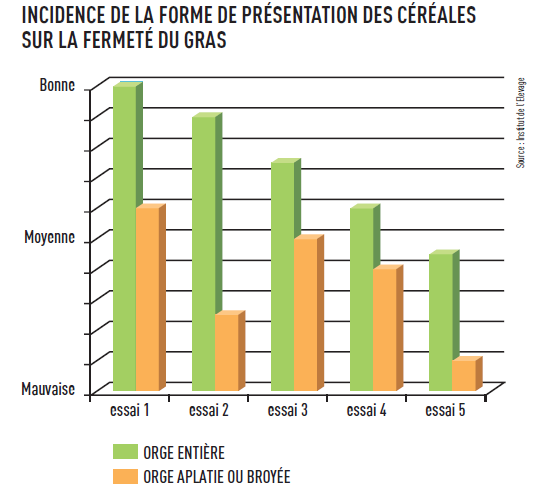 INCIDENCE DE LA FORME DE PRÉSENTATION DES CÉRÉALES
SUR LA FERMETÉ DU GRAS
Bonne
Moyenne
Mauvaise
Source : Institut de l'Elevage
essai 1
essai 2
essai 3
essai 4
essai 5
ORGE ENTIÈRE
ORGE APLATIE OU BROYÉE